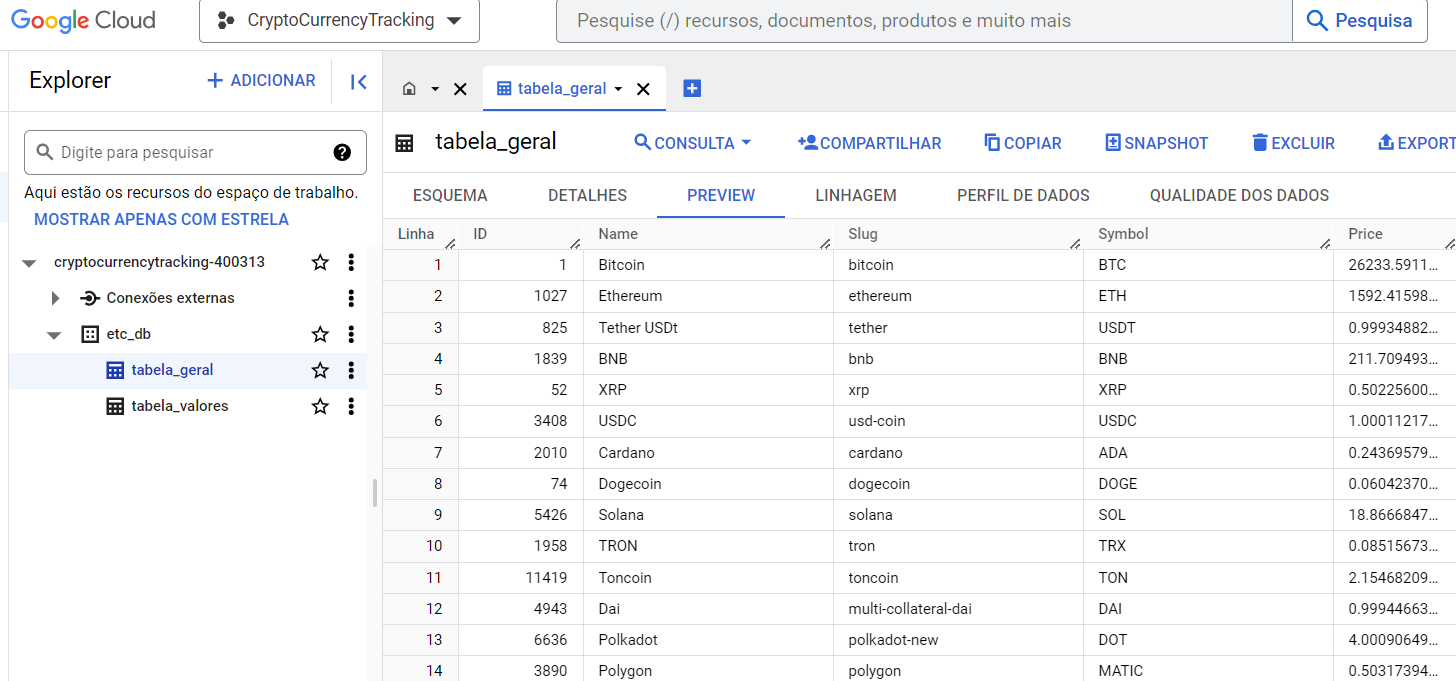 Google Cloud CryptoCurrencyTracking Pesquise (/) recursos, documentos, produtos e muito mais Pesquisa
Explorer + ADICIONAR
tabela_geral
Digite para pesquisar ?
Aqui estão os recursos do espaço de trabalho.
MOSTRAR APENAS COM ESTRELA
cryptocurrencytracking-400313
Conexões externas
etc_db
tabela_geral
tabela_valores
tabela_geral CONSULTA COMPARTILHAR COPIAR SNAPSHOT EXCLUIR EXPORT
ESQUEMA DETALHES PREVIEW LINHAGEM PERFIL DE DADOS QUALIDADE DOS DADOS
Linha ID Name Slug Symbol Price
1 1 Bitcoin bitcoin BTC 26233.5911...
2 1027 Ethereum ethereum ETH 1592.41598...
3 825 Tether USDt tether USDT 0.99934882...
4 1839 BNB bnb BNB 211.709493...
5 52 XRP xrp XRP 0.50225600...
6 3408 USDC usd-coin USDC 1.00011217...
7 2010 Cardano cardano ADA 0.24369579...
8 74 Dogecoin dogecoin DOGE 0.06042370...
9 5426 Solana solana SOL 18.8666847...
10 1958 TRON tron TRX 0.08515673...
11 11419 Toncoin toncoin TON 2.15468209...
12 4943 Dai multi-collateral-dai DAI 0.99944663...
13 6636 Polkadot polkadot-new DOT 4.00090649...
14 3890 Polygon polygon MATIC 0.50317394...